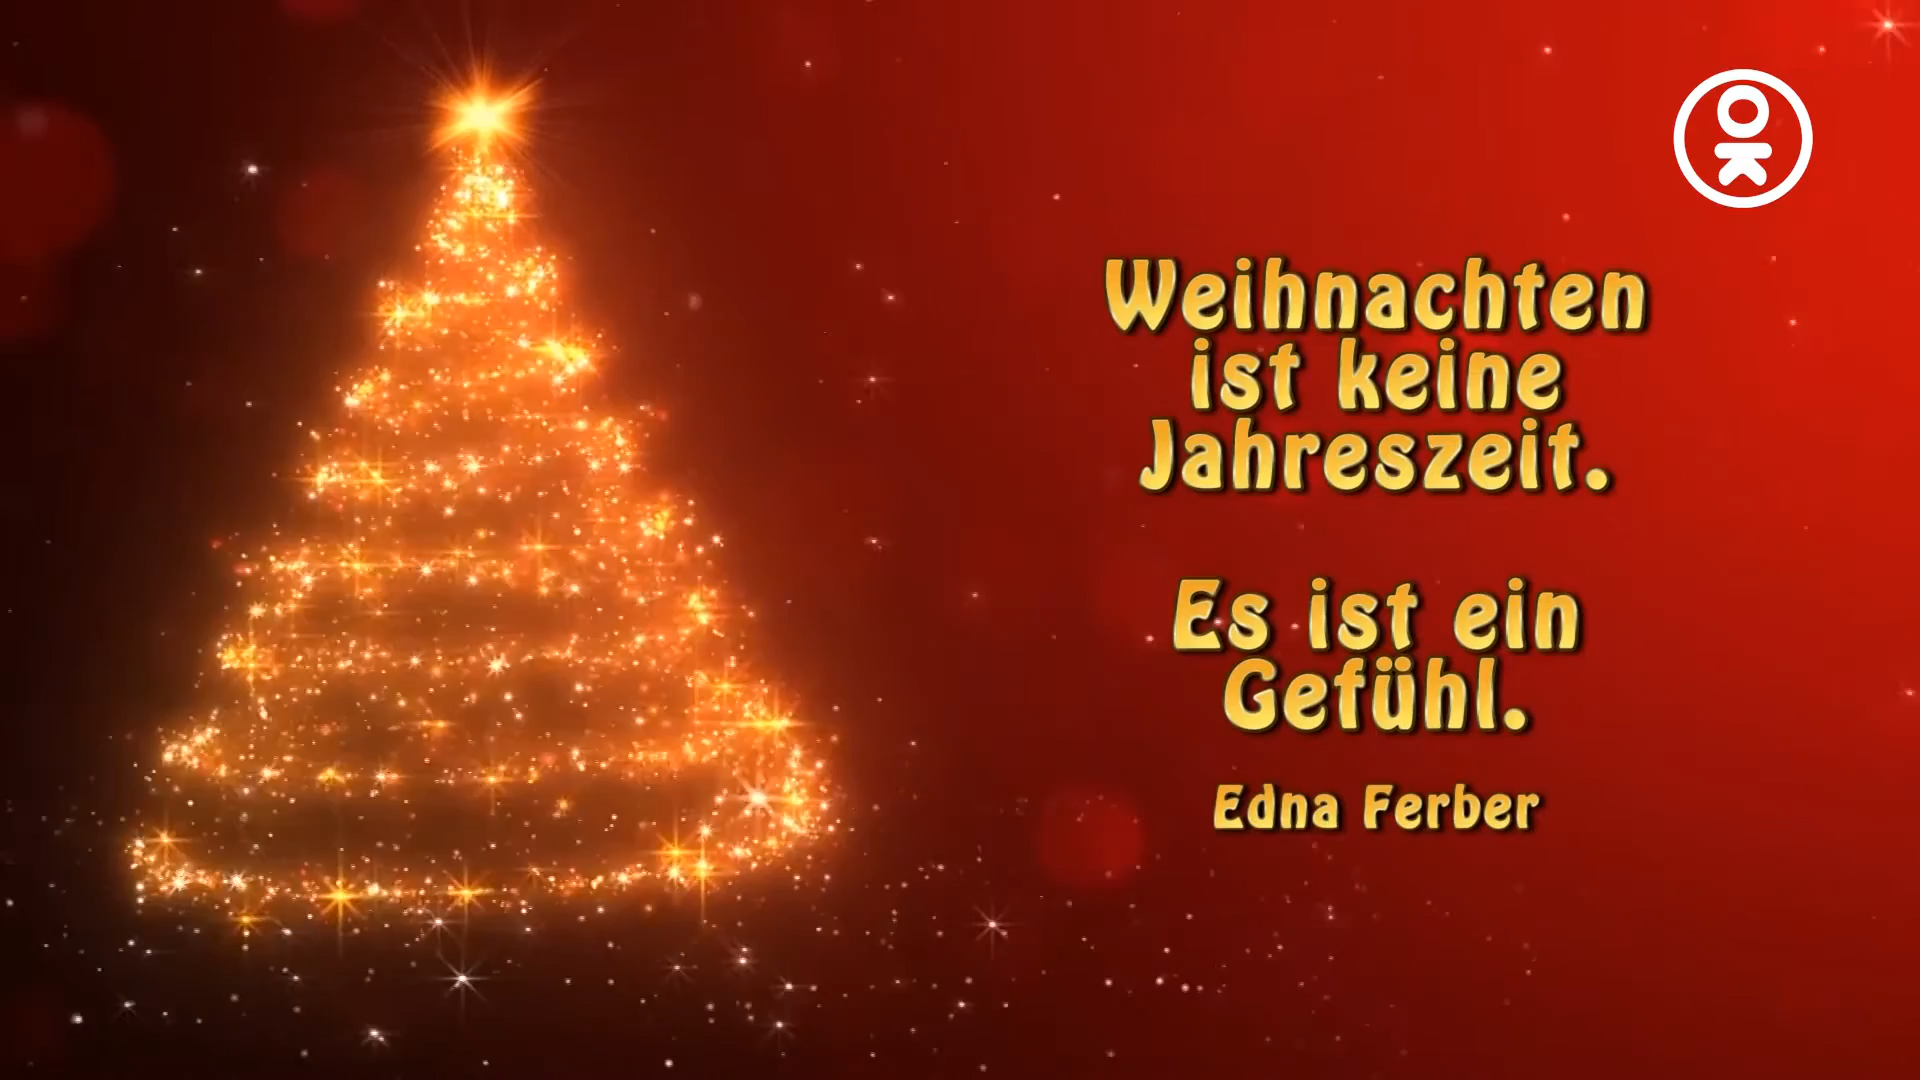 Weihnachten
ist keine
Jahreszeit.
Es ist ein
Gefühl.
Edna Ferber